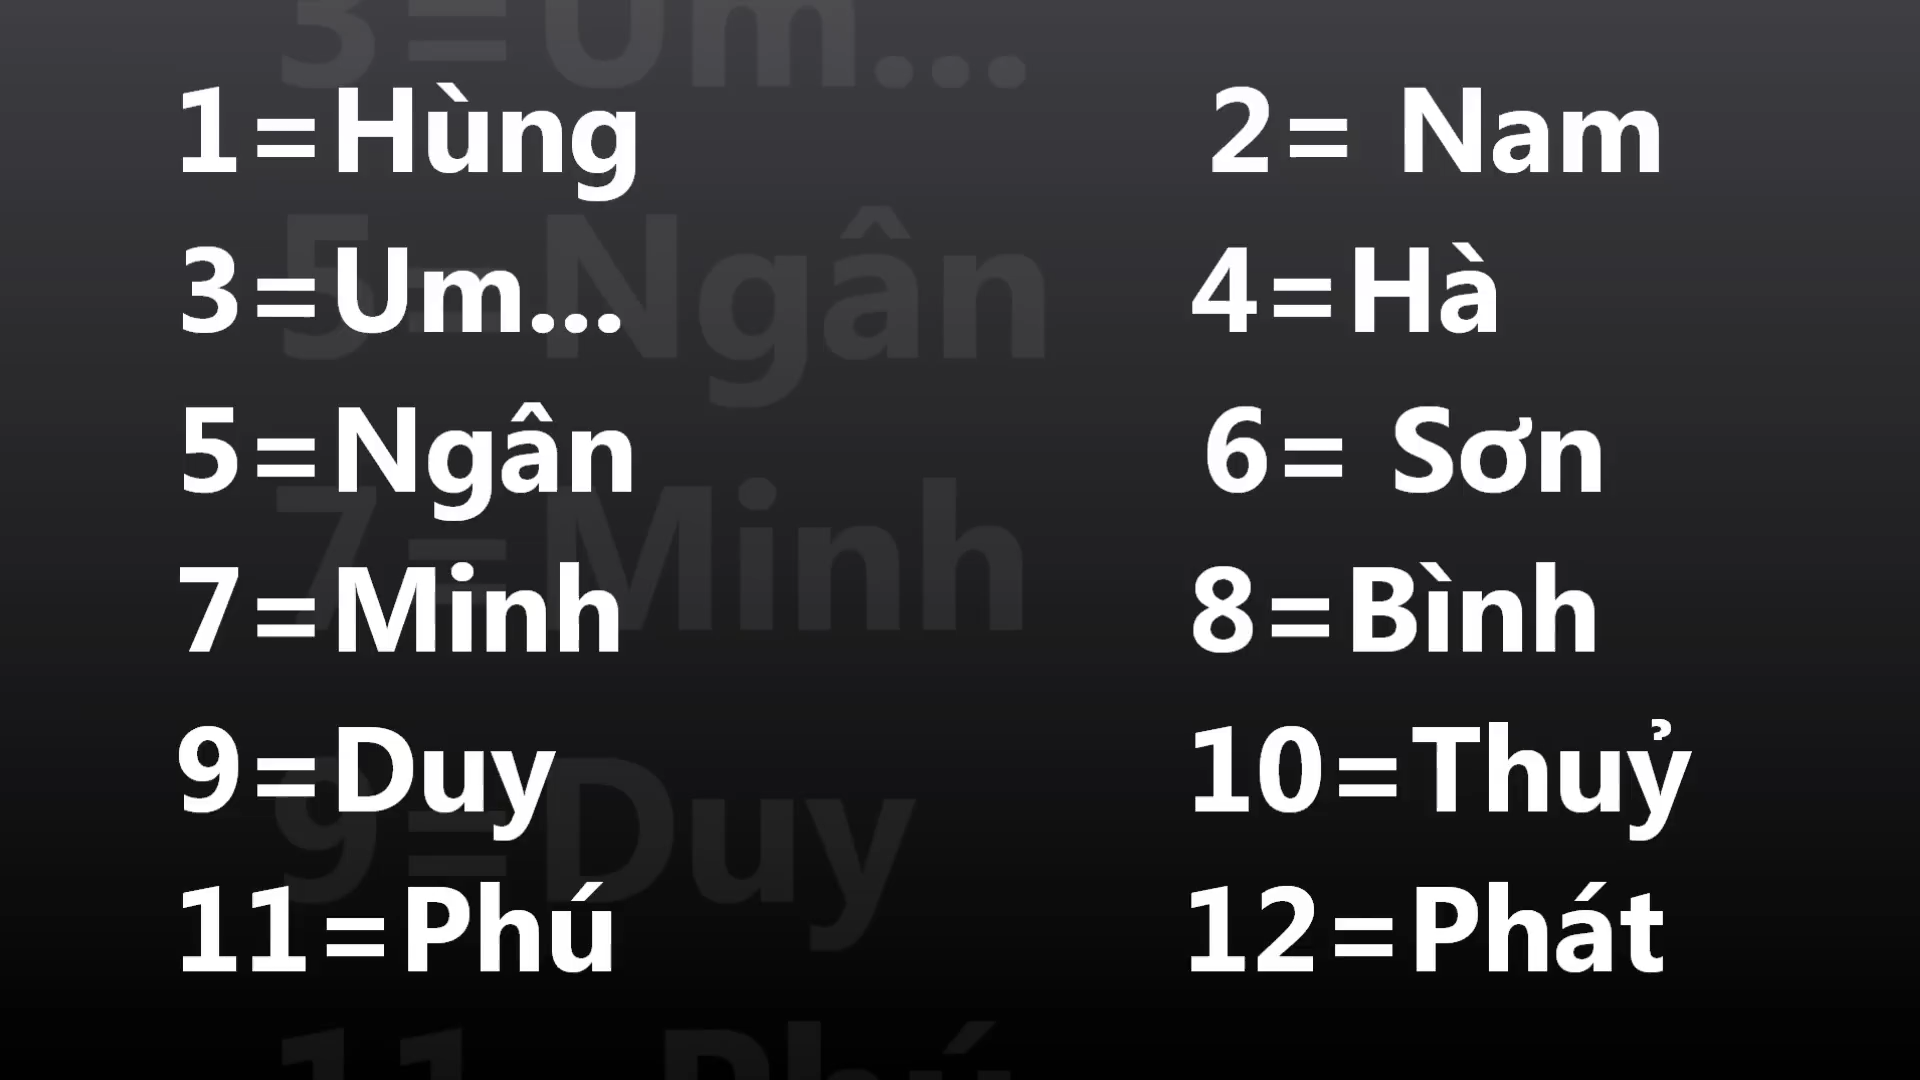 1=Hùng 2= Nam
3=Um... 4=Hà
5=Ngân 6= Sơn
7=Minh 8=Bình
9=Duy 10=Thuỷ
11=Phú 12=Phát